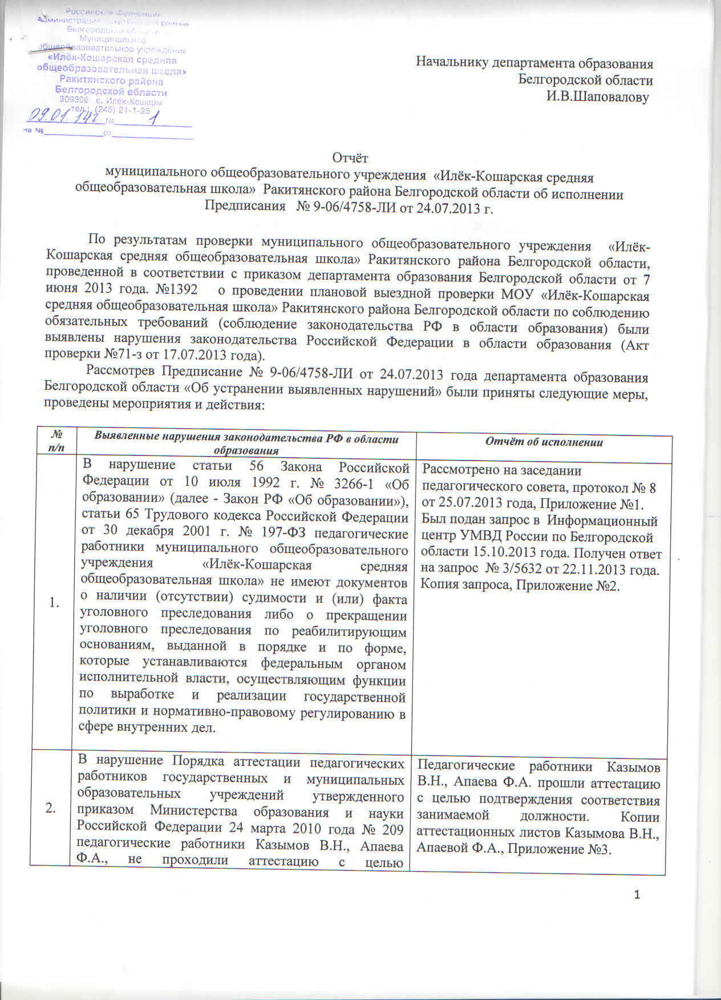 Российская Федерация
Администрация Ракитянского района
Белгородской области
Муниципальное
общеобразовательное учреждение
«Илёк-Кошарская средняя
общеобразовательная школа»
Ракитянского района
Белгородской области
309306 с. Илёк-Кошары
тел.: (245) 21-1-25
09.01.14г № 1
на № от
Начальнику департамента образования
Белгородской области
И.В.Шаповалову
Отчёт
муниципального общеобразовательного учреждения «Илёк-Кошарская средняя
общеобразовательная школа» Ракитянского района Белгородской области об исполнении
Предписания № 9-06/4758-ЛИ от 24.07.2013 г.
По результатам проверки муниципального общеобразовательного учреждения «Илёк-
Кошарская средняя общеобразовательная школа» Ракитянского района Белгородской области,
проведенной в соответствии с приказом департамента образования Белгородской области от 7
июня 2013 года. №1392 о проведении плановой выездной проверки МОУ «Илёк-Кошарская
средняя общеобразовательная школа» Ракитянского района Белгородской области по соблюдению
обязательных требований (соблюдение законодательства РФ в области образования) были
выявлены нарушения законодательства Российской Федерации в области образования (Акт
проверки №71-з от 17.07.2013 года).
Рассмотрев Предписание № 9-06/4758-ЛИ от 24.07.2013 года департамента образования
Белгородской области «Об устранении выявленных нарушений» были приняты следующие меры,
проведены мероприятия и действия:
№
п/п
Выявленные нарушения законодательства РФ в области
образования
Отчёт об исполнении
1.
В нарушение статьи 56 Закона Российской
Федерации от 10 июля 1992 г. № 3266-1 «Об
образовании» (далее - Закон РФ «Об образовании»),
статьи 65 Трудового кодекса Российской Федерации
от 30 декабря 2001 г. № 197-ФЗ педагогические
работники муниципального общеобразовательного
учреждения «Илёк-Кошарская средняя
общеобразовательная школа» не имеют документов
о наличии (отсутствии) судимости и (или) факта
уголовного преследования либо о прекращении
уголовного преследования по реабилитирующим
основаниям, выданной в порядке и по форме,
которые устанавливаются федеральным органом
исполнительной власти, осуществляющим функции
по выработке и реализации государственной
политики и нормативно-правовому регулированию в
сфере внутренних дел.
Рассмотрено на заседании
педагогического совета, протокол № 8
от 25.07.2013 года, Приложение №1.
Был подан запрос в Информационный
центр УМВД России по Белгородской
области 15.10.2013 года. Получен ответ
на запрос № 3/5632 от 22.11.2013 года.
Копия запроса, Приложение №2.
2.
В нарушение Порядка аттестации педагогических
работников государственных и муниципальных
образовательных учреждений утвержденного
приказом Министерства образования и науки
Российской Федерации 24 марта 2010 года № 209
педагогические работники Казымов В.Н., Апаева
Ф.А., не проходили аттестацию с целью
Педагогические работники Казымов
В.Н., Апаева Ф.А. прошли аттестацию
с целью подтверждения соответствия
занимаемой должности. Копии
аттестационных листов Казымова В.Н.,
Апаевой Ф.А., Приложение №3.
1